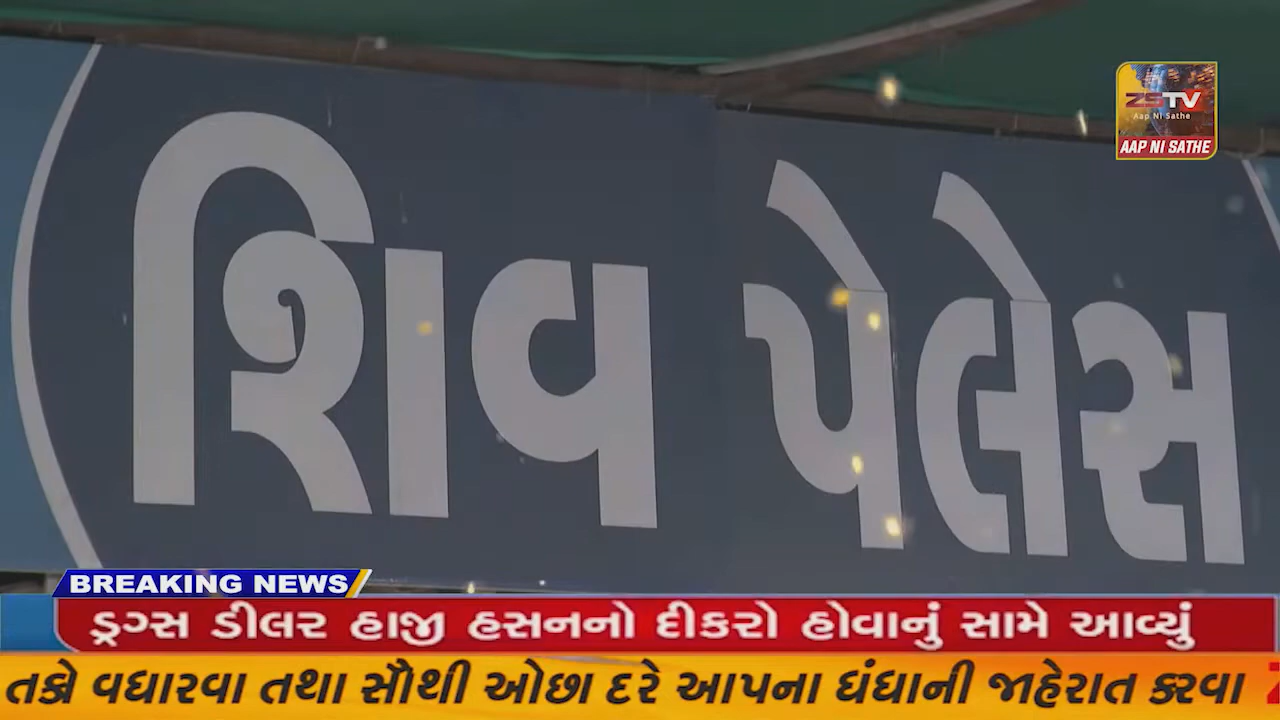 ZSTV
Aap Ni Sathe
AAP NI SATHE
શિવ પેલેસ
BREAKING NEWS
ડ્રગ્સ ડીલર હાજી હસનનો દીકરો હોવાનું સામે આવ્યું
તકો વધારવા તથા સૌથી ઓછા દરે આપના ધંધાની જાહેરાત કરવા